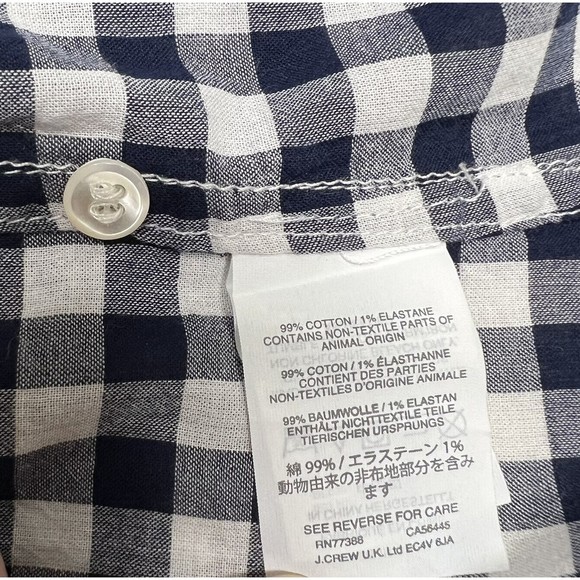 99% COTTON / 1% ELASTANE
CONTAINS NON-TEXTILE PARTS OF
ANIMAL ORIGIN
99% COTON / 1% ÉLASTHANNE
CONTIENT DES PARTIES
NON-TEXTILES D'ORIGINE ANIMALE
99% BAUMWOLLE / 1% ELASTAN
ENTHÄLT NICHTTEXTILE TEILE
TIERISCHEN URSPRUNGS
綿 99% / エラステーン 1%
動物由来の非布地部分を含み
ます
SEE REVERSE FOR CARE
RN77388 CA56445
J.CREW U.K. Ltd EC4V 6JA